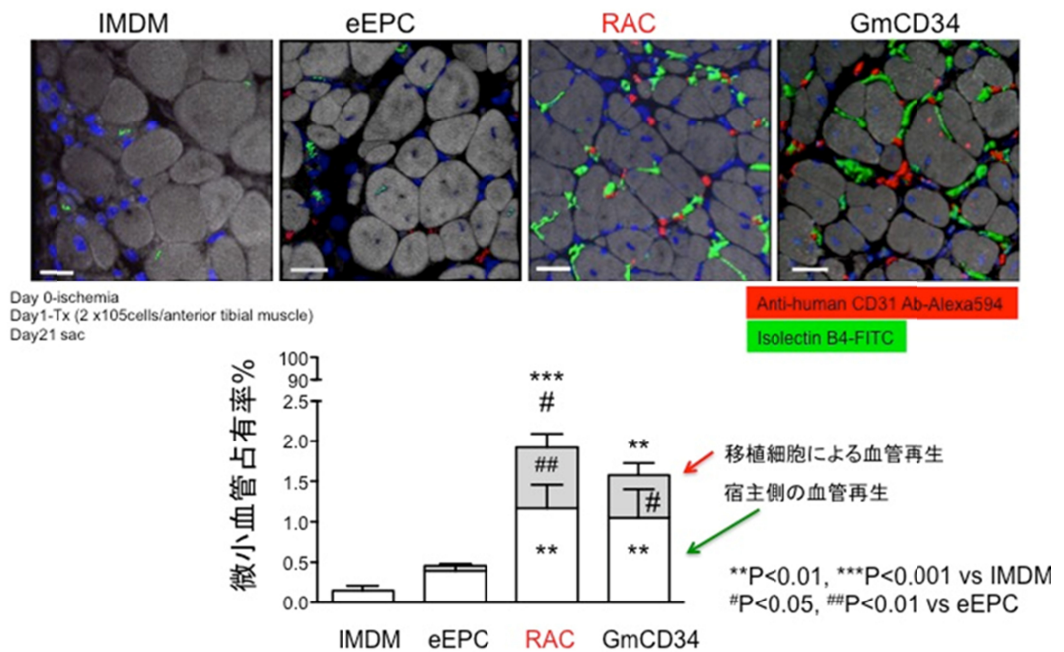 IMDM
eEPC
RAC
GmCD34
Day 0-ischemia
Day1-Tx (2 x105cells/anterior tibial muscle)
Day21 sac
Anti-human CD31 Ab-Alexa594
Isolectin B4-FITC
微小血管占有率%
100
90
2.5
2.0
1.5
1.0
0.5
0.0
***
#
##
**
**
#
**
移植細胞による血管再生
宿主側の血管再生
**P<0.01, ***P<0.001 vs IMDM
#P<0.05, ##P<0.01 vs eEPC
IMDM
eEPC
RAC
GmCD34